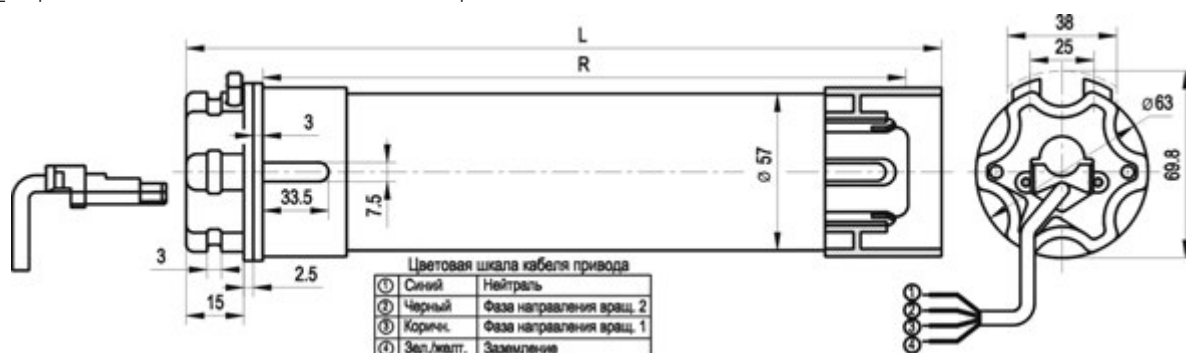 L
38
25
R
3
Ø63
Ø57
69.8
33.5
7.5
3
2.5
15
Цветовая шкала кабеля привода
① Синий Нейтраль
② Черный Фаза направления вращ. 2
③ Коричн. Фаза направления вращ. 1
④ Зел./желт. Заземление
①
②
③
④